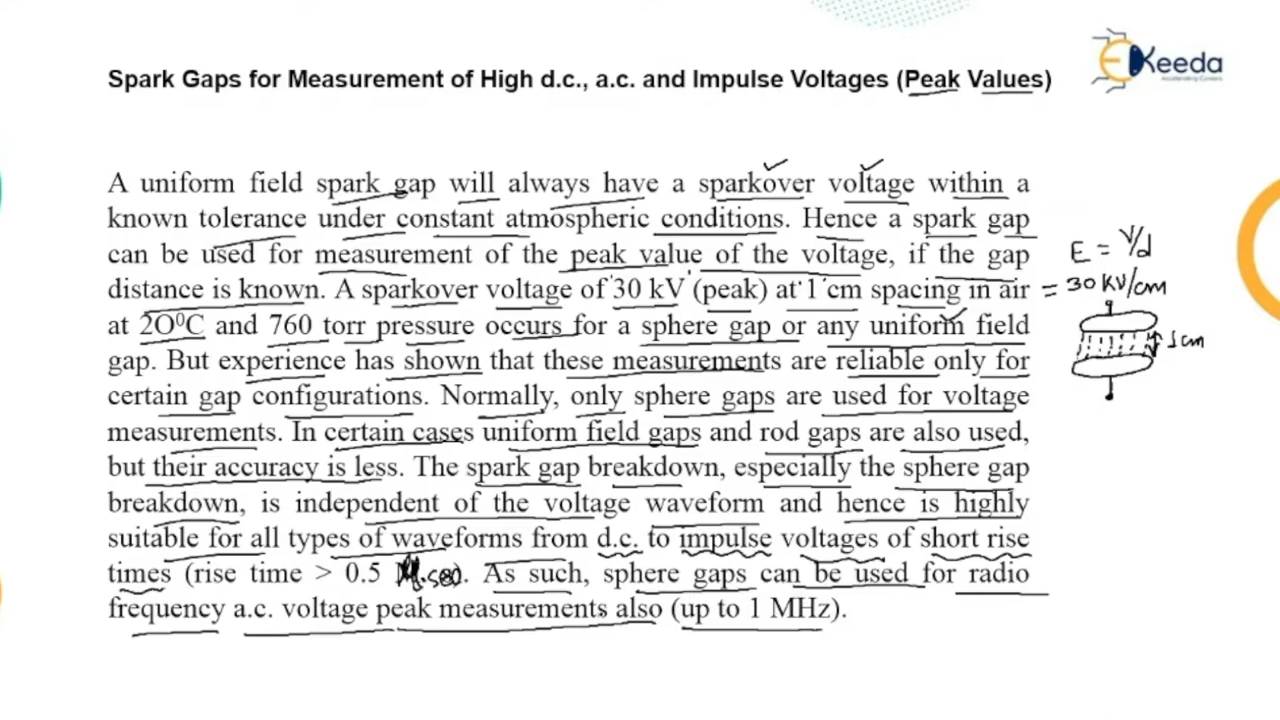 Spark Gaps for Measurement of High d.c., a.c. and Impulse Voltages (Peak Values)
Keeda
A uniform field spark gap will always have a sparkover voltage within a
known tolerance under constant atmospheric conditions. Hence a spark gap
can be used for measurement of the peak value of the voltage, if the gap
distance is known. A sparkover voltage of 30 kV (peak) at 1 cm spacing in air
at 20⁰C and 760 torr pressure occurs for a sphere gap or any uniform field
gap. But experience has shown that these measurements are reliable only for
certain gap configurations. Normally, only sphere gaps are used for voltage
measurements. In certain cases uniform field gaps and rod gaps are also used,
but their accuracy is less. The spark gap breakdown, especially the sphere gap
breakdown, is independent of the voltage waveform and hence is highly
suitable for all types of waveforms from d.c. to impulse voltages of short rise
times (rise time > 0.5 μ.sec). As such, sphere gaps can be used for radio
frequency a.c. voltage peak measurements also (up to 1 MHz).
E = V/d
= 30 KV/cm
1 cm